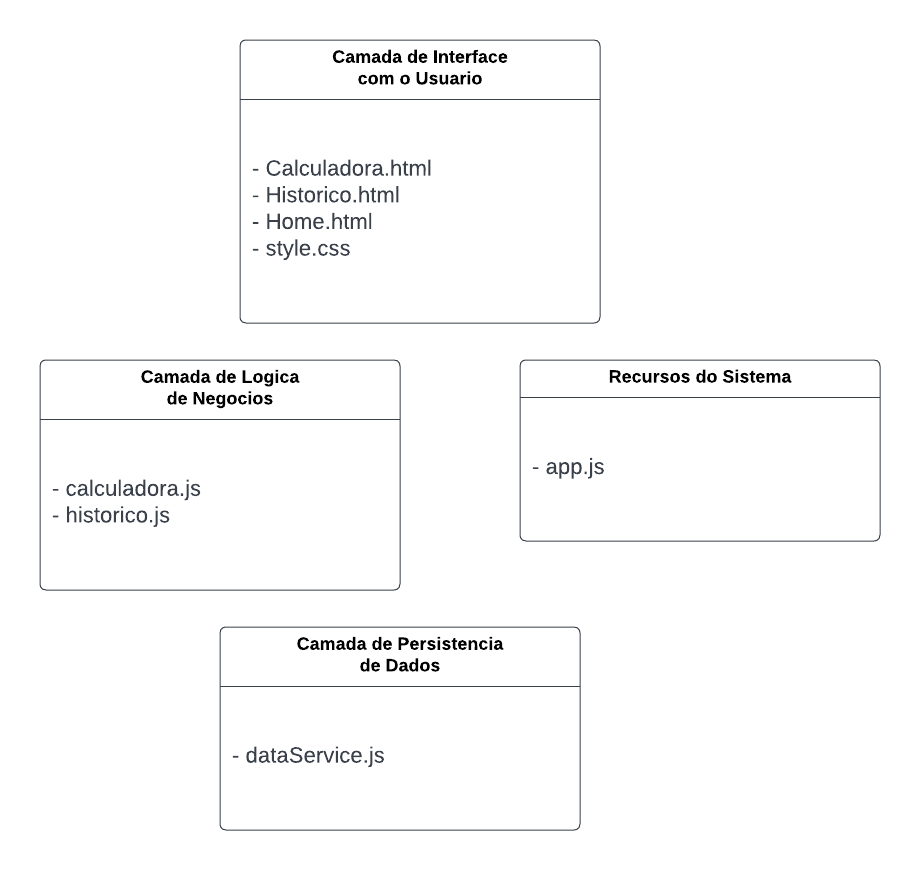 Camada de Interface
com o Usuario
- Calculadora.html
- Historico.html
- Home.html
- style.css
Camada de Logica
de Negocios
- calculadora.js
- historico.js
Recursos do Sistema
- app.js
Camada de Persistencia
de Dados
- dataService.js